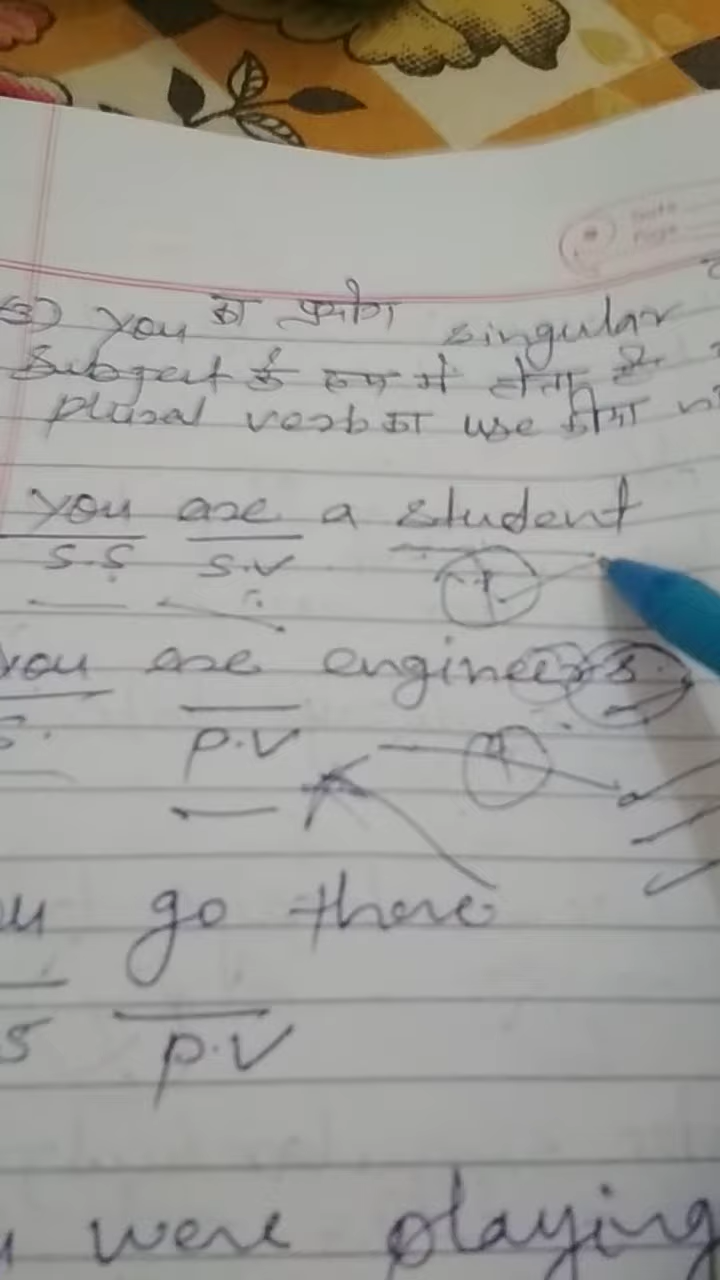 (3) you का प्रयोग singular
Subject के रूप में होता है
plural verb का use किया
you are a student
S.S S.V
you are engineers.
S. P.V
go there
S P.V
were playing